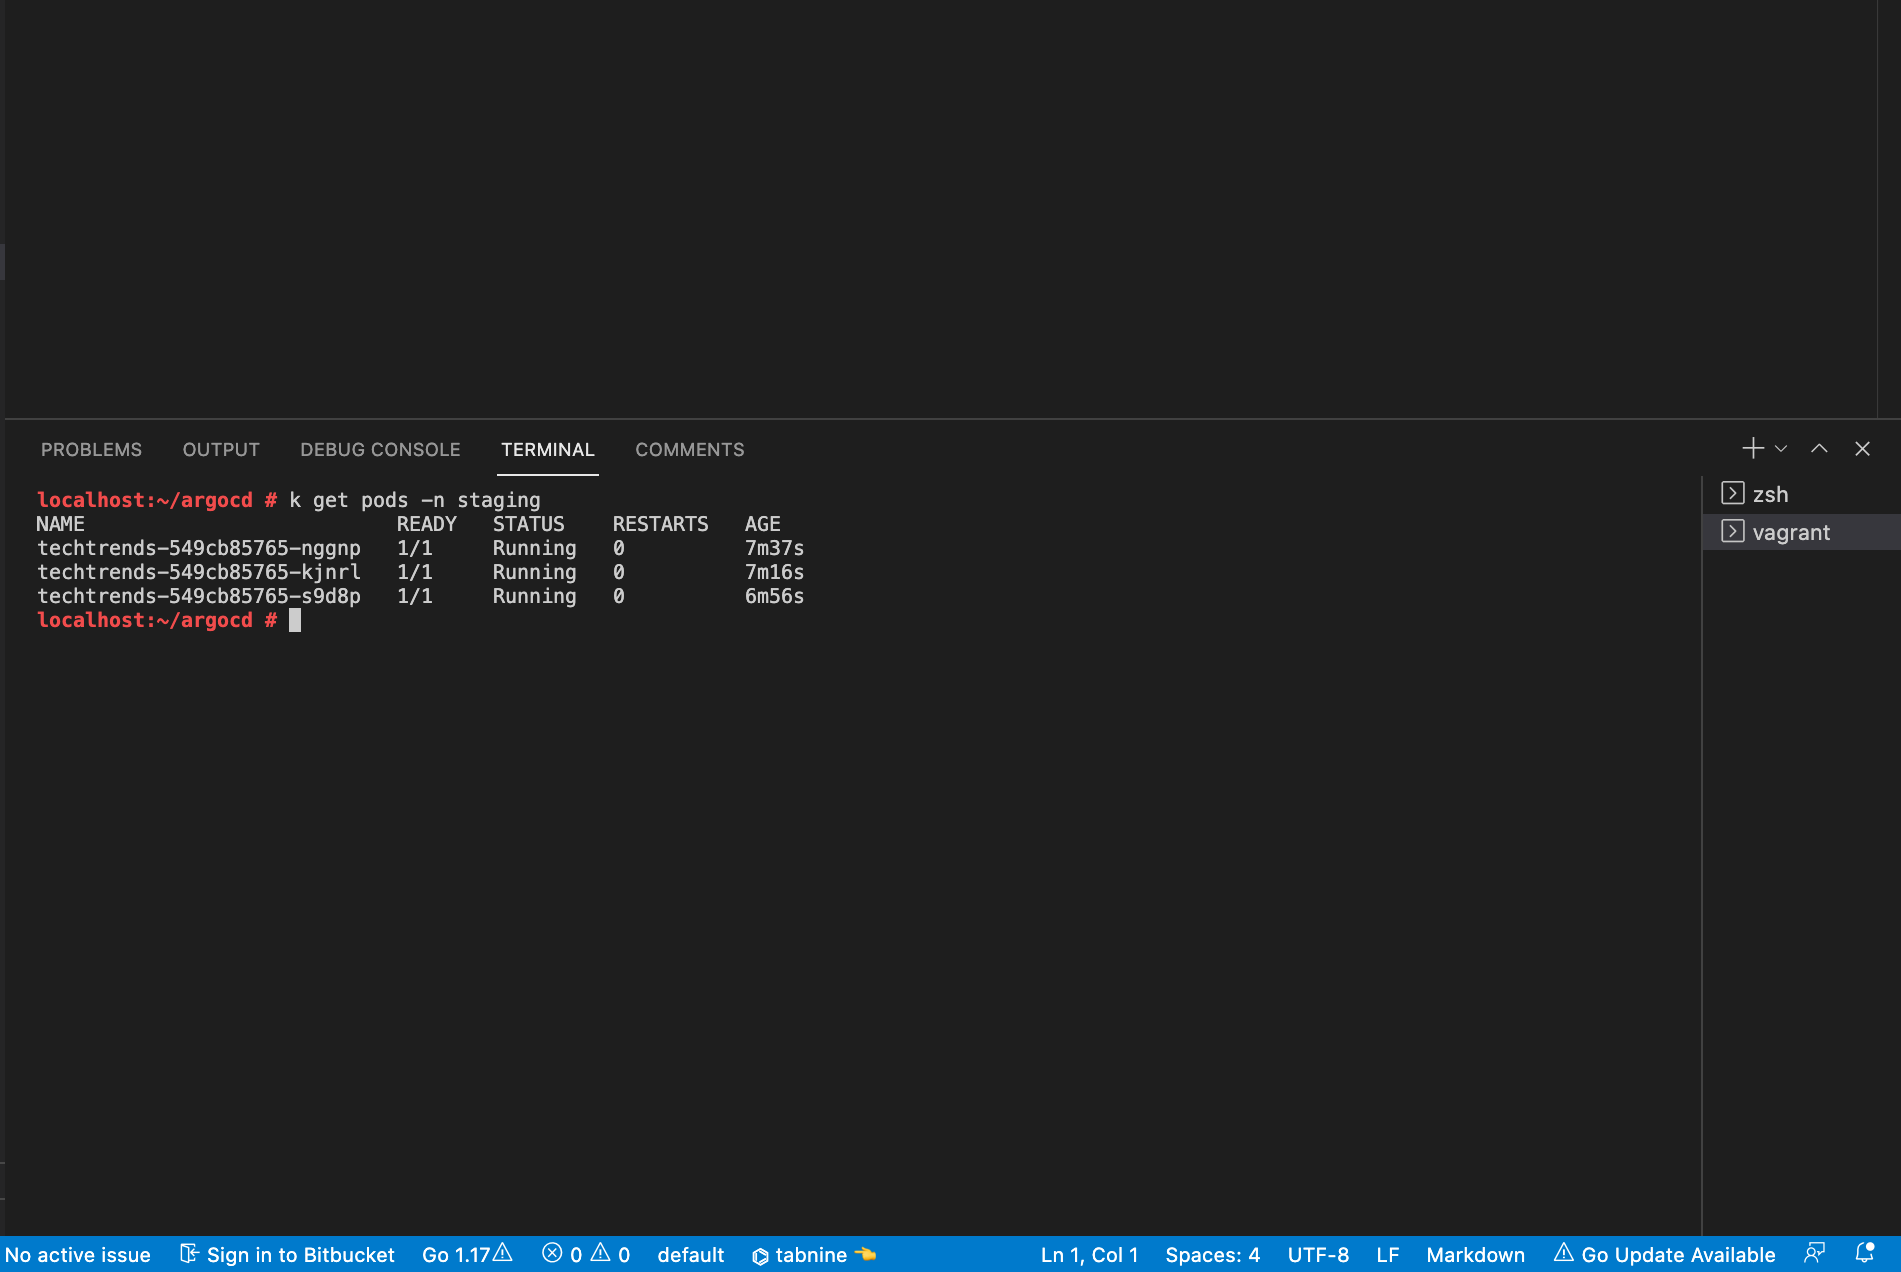 PROBLEMS OUTPUT DEBUG CONSOLE TERMINAL COMMENTS
localhost:~/argocd # k get pods -n staging
NAME READY STATUS RESTARTS AGE
techtrends-549cb85765-nggnp 1/1 Running 0 7m37s
techtrends-549cb85765-kjnrl 1/1 Running 0 7m16s
techtrends-549cb85765-s9d8p 1/1 Running 0 6m56s
localhost:~/argocd #
zsh
vagrant
No active issue Sign in to Bitbucket Go 1.17 0 0 default tabnine Ln 1, Col 1 Spaces: 4 UTF-8 LF Markdown Go Update Available